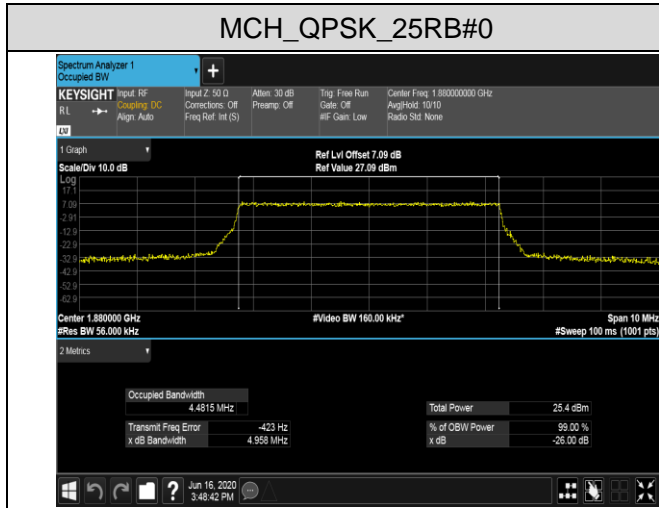 MCH_QPSK_25RB#0
Spectrum Analyzer 1
Occupied BW
KEYSIGHT
R L
Input: RF
Coupling: DC
Align: Auto
Input Z: 50 Ω
Corrections: Off
Freq Ref: Int (S)
Atten: 30 dB
Preamp: Off
Trig: Free Run
Gate: Off
#IF Gain: Low
Center Freq: 1.880000000 GHz
Avg|Hold: 10/10
Radio Std: None
1 Graph
Scale/Div 10.0 dB
Ref Lvl Offset 7.09 dB
Ref Value 27.09 dBm
Log
17.1
7.09
-2.91
-12.9
-22.9
-32.9
-42.9
-52.9
-62.9
Center 1.880000 GHz
#Res BW 56.000 kHz
#Video BW 160.00 kHz*
Span 10 MHz
#Sweep 100 ms (1001 pts)
2 Metrics
Occupied Bandwidth
4.4815 MHz
Total Power 25.4 dBm
Transmit Freq Error -423 Hz
% of OBW Power 99.00 %
x dB Bandwidth 4.958 MHz
x dB -26.00 dB
Jun 16, 2020
3:48:42 PM